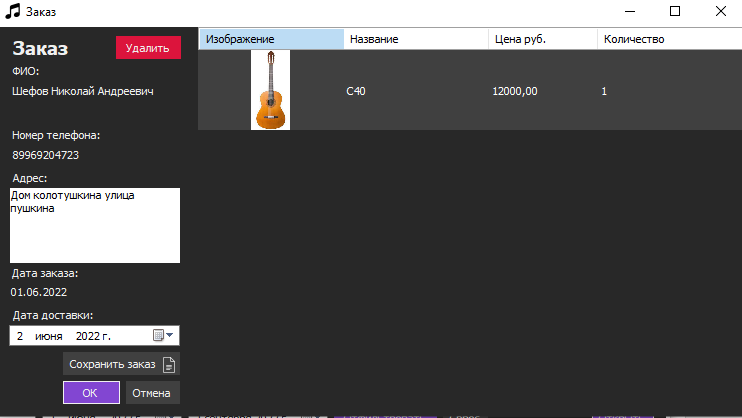 Заказ
Заказ
Удалить
ФИО:
Шефов Николай Андреевич
Номер телефона:
89969204723
Адрес:
Дом колотушкина улица
пушкина
Дата заказа:
01.06.2022
Дата доставки:
2 июня 2022 г.
Сохранить заказ
OK
Отмена
Изображение Название Цена руб. Количество
C40 12000,00 1